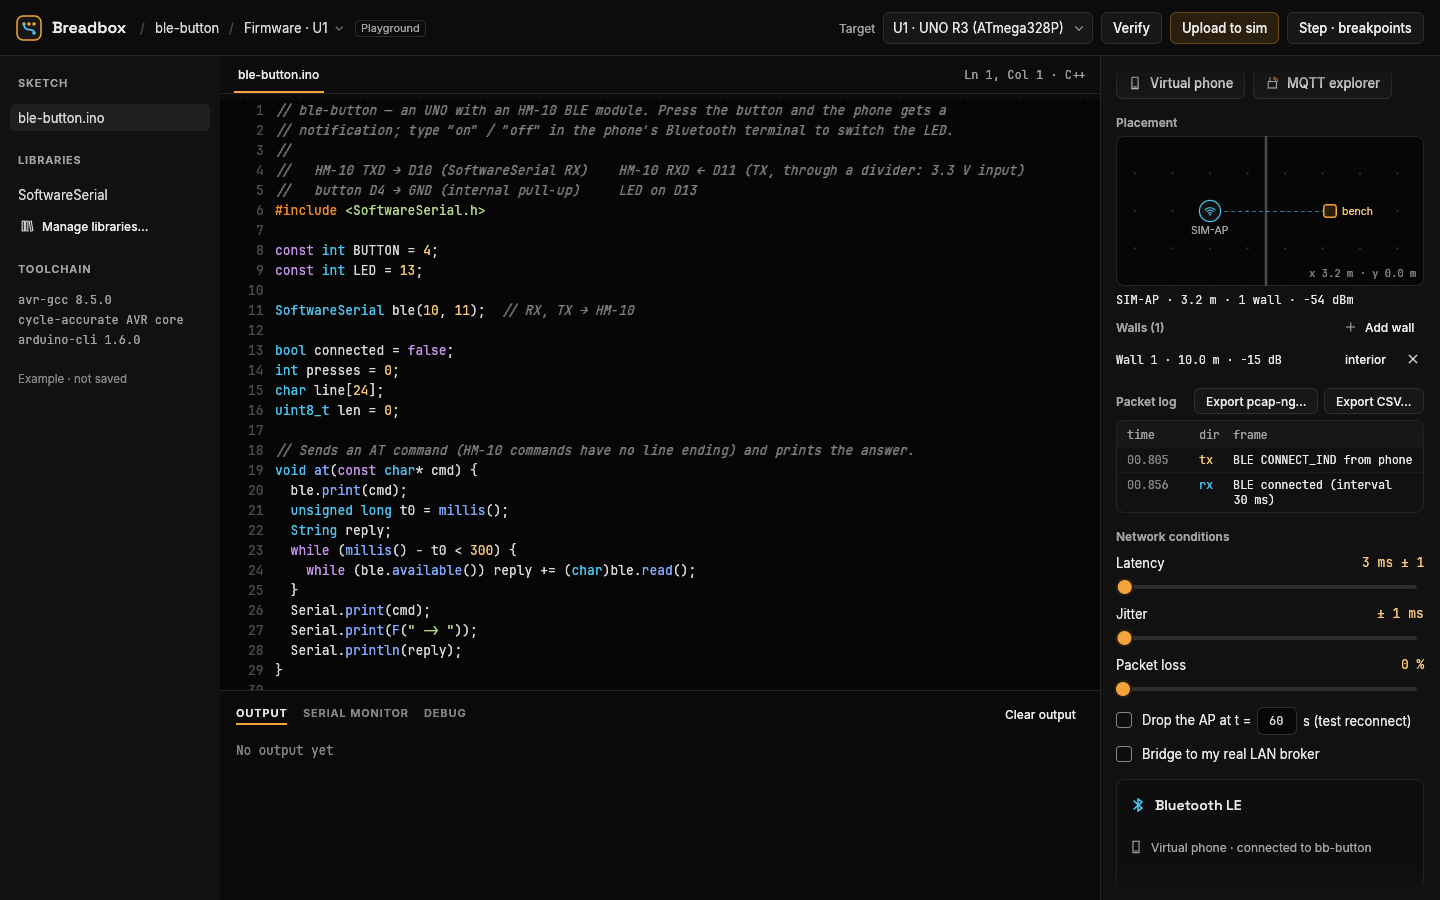 Breadbox / ble-button / Firmware · U1 Playground
Target U1 · UNO R3 (ATmega328P) Verify Upload to sim Step · breakpoints
SKETCH
ble-button.ino
LIBRARIES
SoftwareSerial
Manage libraries...
TOOLCHAIN
avr-gcc 8.5.0
cycle-accurate AVR core
arduino-cli 1.6.0
Example · not saved
ble-button.ino
Ln 1, Col 1 · C++
1 // ble-button — an UNO with an HM-10 BLE module. Press the button and the phone gets a
2 // notification; type "on" / "off" in the phone's Bluetooth terminal to switch the LED.
3 //
4 //   HM-10 TXD → D10 (SoftwareSerial RX)    HM-10 RXD ← D11 (TX, through a divider: 3.3 V input)
5 //   button D4 → GND (internal pull-up)     LED on D13
6 #include <SoftwareSerial.h>
7
8 const int BUTTON = 4;
9 const int LED = 13;
10
11 SoftwareSerial ble(10, 11);  // RX, TX → HM-10
12
13 bool connected = false;
14 int presses = 0;
15 char line[24];
16 uint8_t len = 0;
17
18 // Sends an AT command (HM-10 commands have no line ending) and prints the answer.
19 void at(const char* cmd) {
20   ble.print(cmd);
21   unsigned long t0 = millis();
22   String reply;
23   while (millis() - t0 < 300) {
24     while (ble.available()) reply += (char)ble.read();
25   }
26   Serial.print(cmd);
27   Serial.print(F(" -> "));
28   Serial.println(reply);
29 }
30
OUTPUT SERIAL MONITOR DEBUG
Clear output
No output yet
Virtual phone MQTT explorer
Placement
SIM-AP
bench
x 3.2 m · y 0.0 m
SIM-AP · 3.2 m · 1 wall · -54 dBm
Walls (1) + Add wall
Wall 1 · 10.0 m · -15 dB interior ×
Packet log Export pcap-ng... Export CSV...
time dir frame
00.805 tx BLE CONNECT_IND from phone
00.856 rx BLE connected (interval
30 ms)
Network conditions
Latency 3 ms ± 1
Jitter ± 1 ms
Packet loss 0 %
Drop the AP at t = 60 s (test reconnect)
Bridge to my real LAN broker
Bluetooth LE
Virtual phone · connected to bb-button